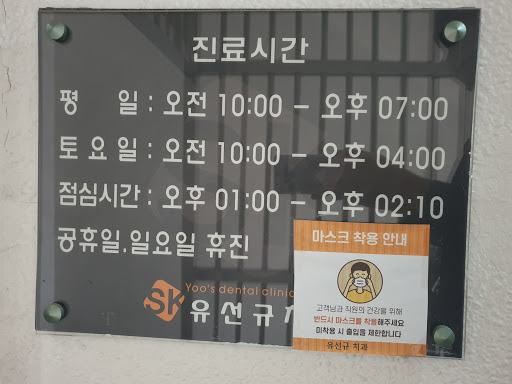 진료시간
평 일 : 오전 10:00 - 오후 07:00
토요일 : 오전 10:00 - 오후 04:00
점심시간 : 오후 01:00 - 오후 02:10
공휴일.일요일 휴진
Yoo's dental clinic
SK 유선규치
마스크 착용 안내
고객님과 직원의 건강을 위해
반드시 마스크를 착용해주세요
미착용 시 출입을 제한합니다
유선규 치과